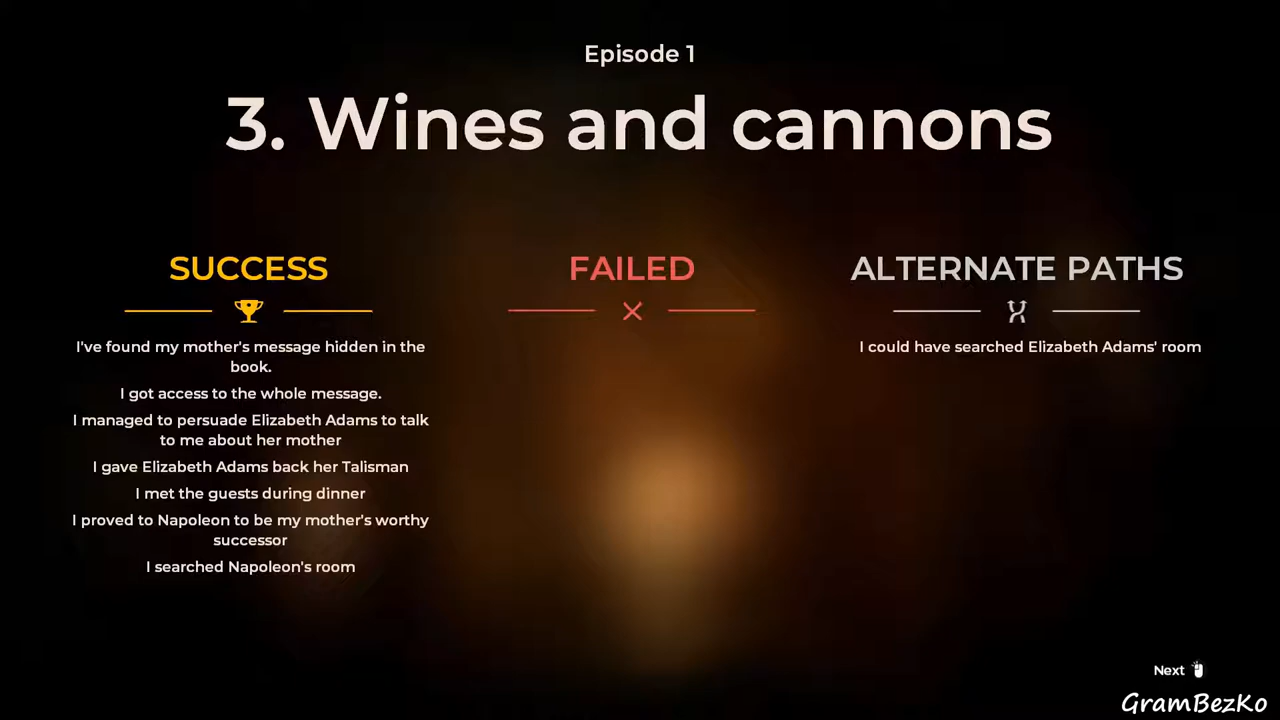 Episode 1
3. Wines and cannons
SUCCESS
I've found my mother's message hidden in the
book.
I got access to the whole message.
I managed to persuade Elizabeth Adams to talk
to me about her mother
I gave Elizabeth Adams back her Talisman
I met the guests during dinner
I proved to Napoleon to be my mother's worthy
successor
I searched Napoleon's room
FAILED
ALTERNATE PATHS
I could have searched Elizabeth Adams' room
Next
GramBezKo